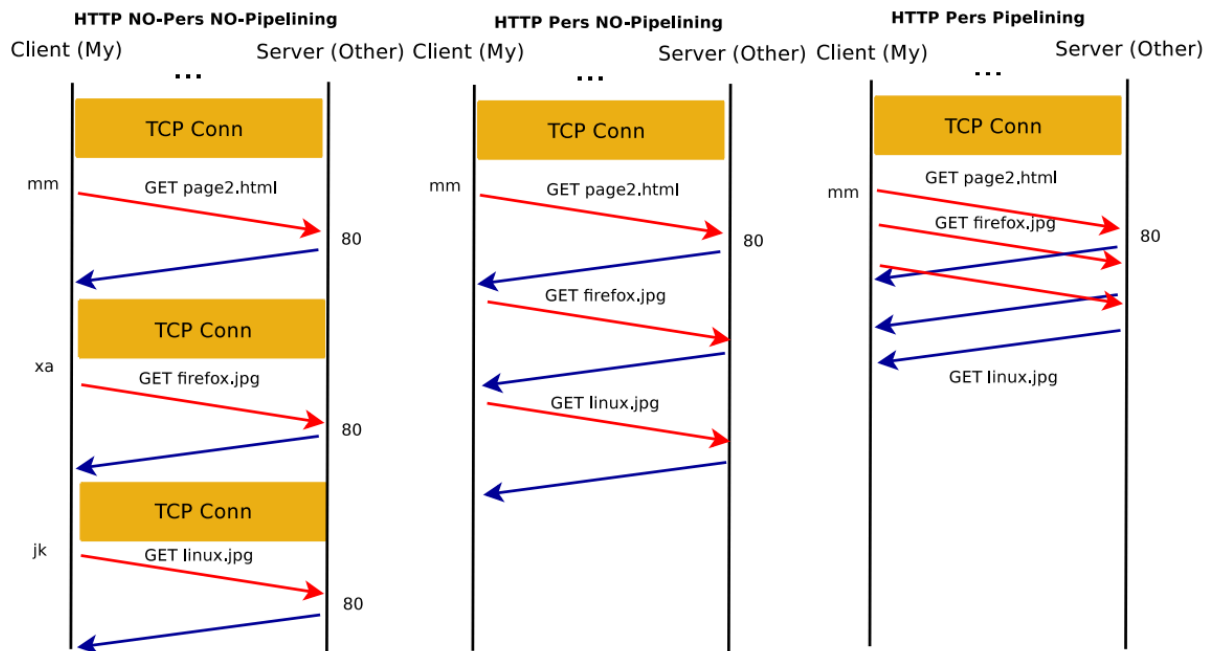 HTTP NO-Pers NO-Pipelining
Client (My)
Server (Other)
...
TCP Conn
mm
GET page2.html
80
TCP Conn
xa
GET firefox.jpg
80
TCP Conn
jk
GET linux.jpg
80
HTTP Pers NO-Pipelining
Client (My)
Server (Other)
...
TCP Conn
mm
GET page2.html
80
GET firefox.jpg
GET linux.jpg
HTTP Pers Pipelining
Client (My)
Server (Other)
...
TCP Conn
GET page2.html
mm
GET firefox.jpg
80
GET linux.jpg